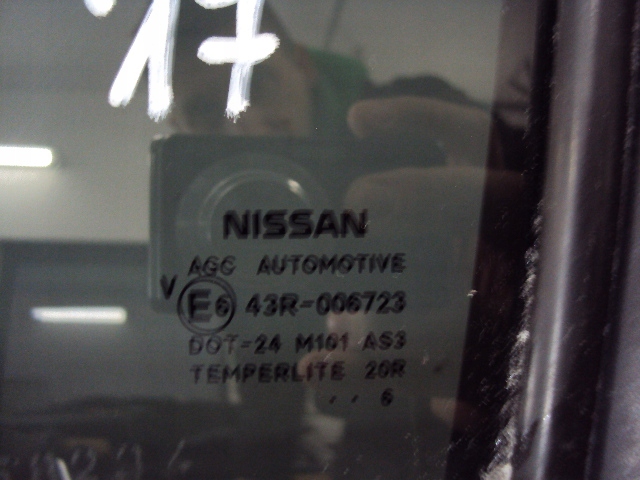 '17
NISSAN
AGC AUTOMOTIVE
V E6 43R-006723
DOT-24 M101 AS3
TEMPERLITE 20R
. . 6